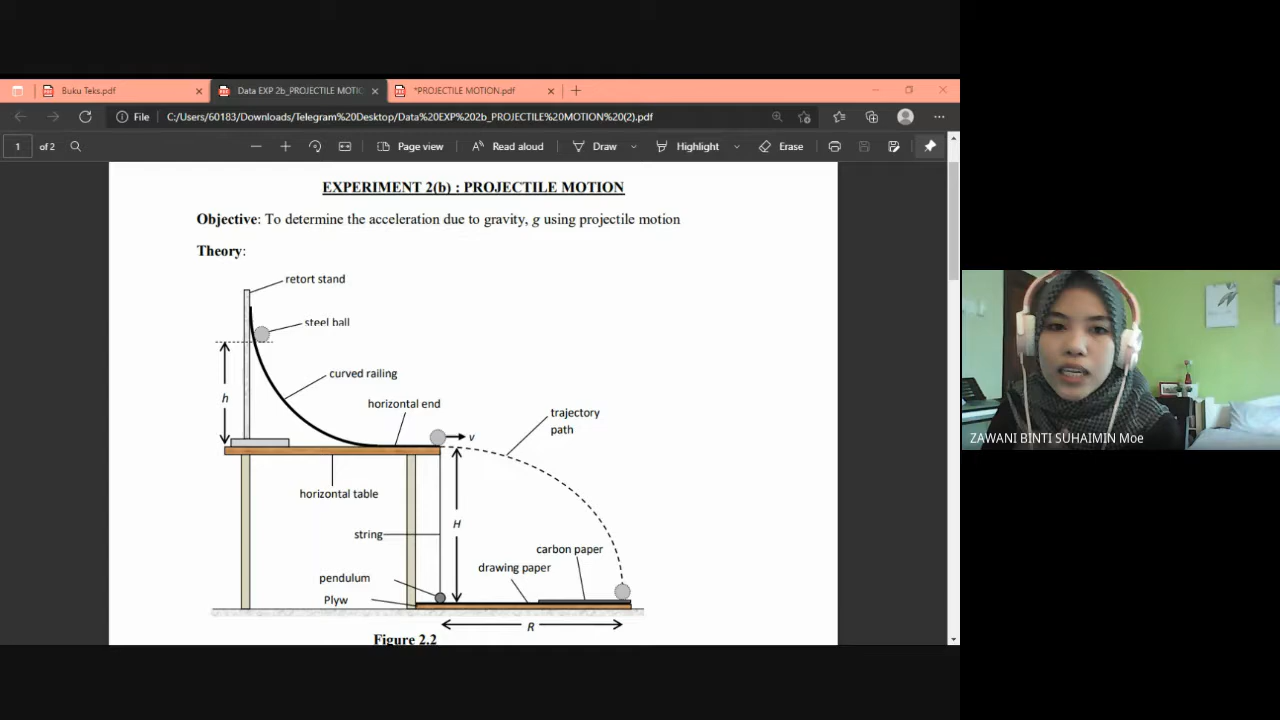 Buku Teks.pdf
Data EXP 2b_PROJECTILE MOTIO
*PROJECTILE MOTION.pdf
File
C:/Users/60183/Downloads/Telegram%20Desktop/Data%20EXP%202b_PROJECTILE%20MOTION%20(2).pdf
1 of 2
Page view
Read aloud
Draw
Highlight
Erase
EXPERIMENT 2(b) : PROJECTILE MOTION
Objective: To determine the acceleration due to gravity, g using projectile motion
Theory:
retort stand
steel ball
curved railing
h
horizontal end
v
trajectory
path
horizontal table
string
H
carbon paper
drawing paper
pendulum
Plyw
R
Figure 2.2
ZAWANI BINTI SUHAIMIN Moe